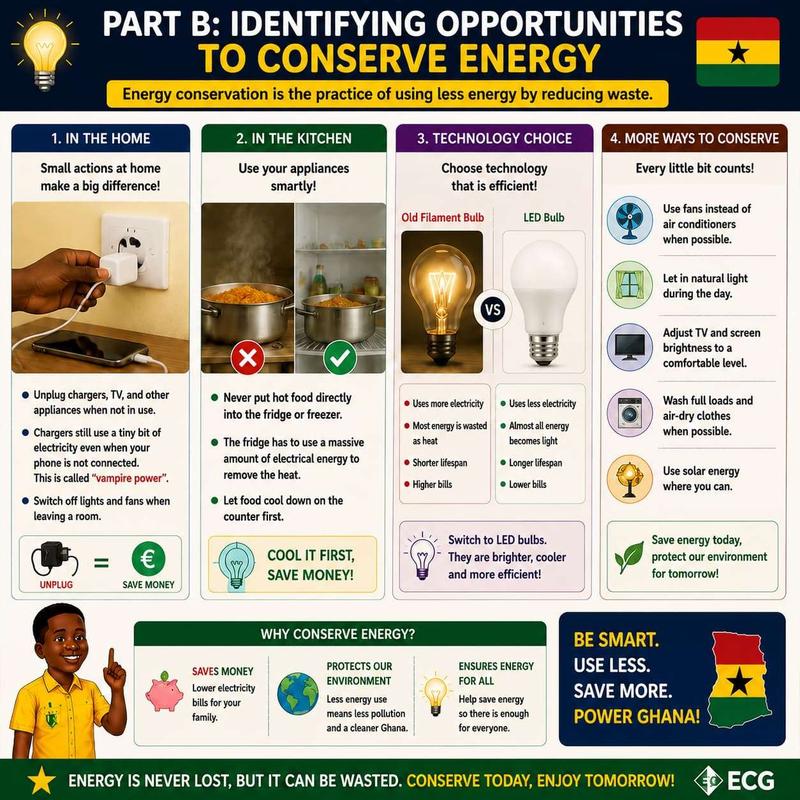 PART B: IDENTIFYING OPPORTUNITIES
TO CONSERVE ENERGY
Energy conservation is the practice of using less energy by reducing waste.
1. IN THE HOME
Small actions at home
make a big difference!
Unplug chargers, TV, and other
appliances when not in use.
Chargers still use a tiny bit of
electricity even when your
phone is not connected.
This is called "vampire power".
Switch off lights and fans when
leaving a room.
UNPLUG
=
€
SAVE MONEY
2. IN THE KITCHEN
Use your appliances
smartly!
Never put hot food directly
into the fridge or freezer.
The fridge has to use a massive
amount of electrical energy to
remove the heat.
Let food cool down on the
counter first.
COOL IT FIRST,
SAVE MONEY!
3. TECHNOLOGY CHOICE
Choose technology
that is efficient!
Old Filament Bulb
LED Bulb
VS
Uses more electricity
Most energy is wasted
as heat
Shorter lifespan
Higher bills
Uses less electricity
Almost all energy
becomes light
Longer lifespan
Lower bills
Switch to LED bulbs.
They are brighter, cooler
and more efficient!
4. MORE WAYS TO CONSERVE
Every little bit counts!
Use fans instead of
air conditioners
when possible.
Let in natural light
during the day.
Adjust TV and screen
brightness to a
comfortable level.
Wash full loads and
air-dry clothes
when possible.
Use solar energy
where you can.
Save energy today,
protect our environment
for tomorrow!
WHY CONSERVE ENERGY?
SAVES MONEY
Lower electricity
bills for your
family.
PROTECTS OUR
ENVIRONMENT
Less energy use
means less pollution
and a cleaner Ghana.
ENSURES ENERGY
FOR ALL
Help save energy
so there is enough
for everyone.
BE SMART.
USE LESS.
SAVE MORE.
POWER GHANA!
ENERGY IS NEVER LOST, BUT IT CAN BE WASTED. CONSERVE TODAY, ENJOY TOMORROW!
ECG